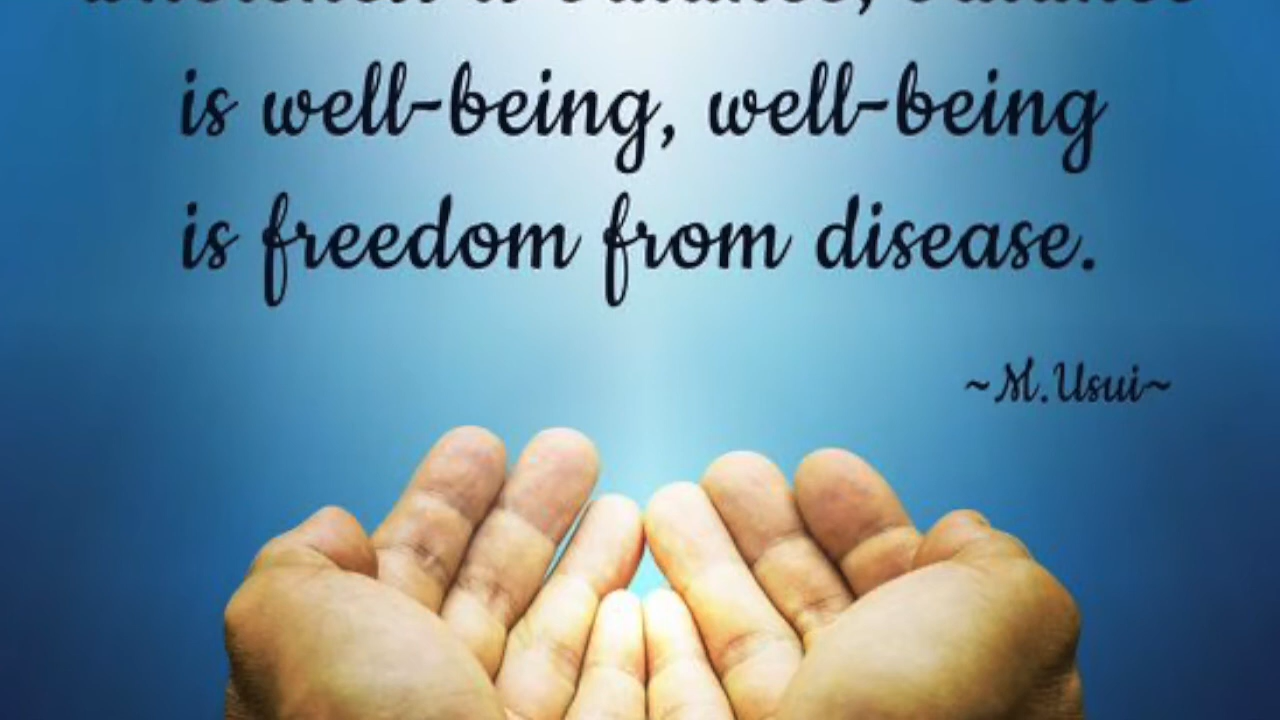 is well-being, well-being
is freedom from disease.
~M.Usui~